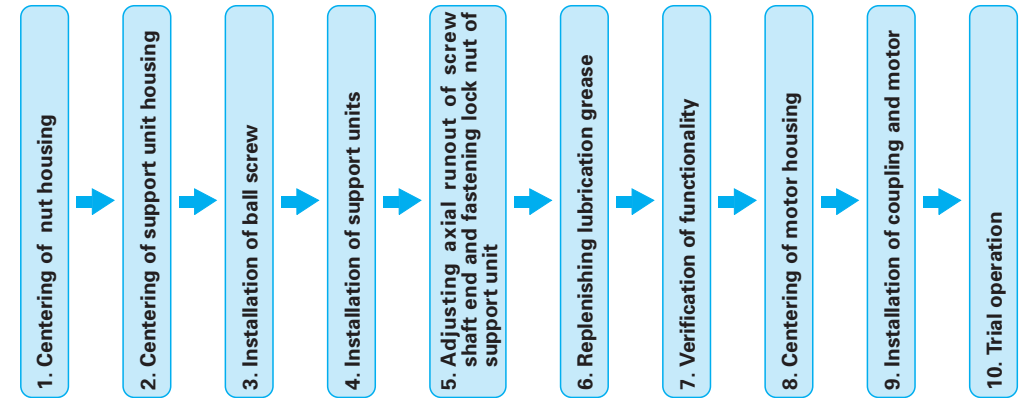 1. Centering of nut housing
2. Centering of support unit housing
3. Installation of ball screw
4. Installation of support units
5. Adjusting axial runout of screw
shaft end and fastening lock nut of
support unit
6. Replenishing lubrication grease
7. Verification of functionality
8. Centering of motor housing
9. Installation of coupling and motor
10. Trial operation